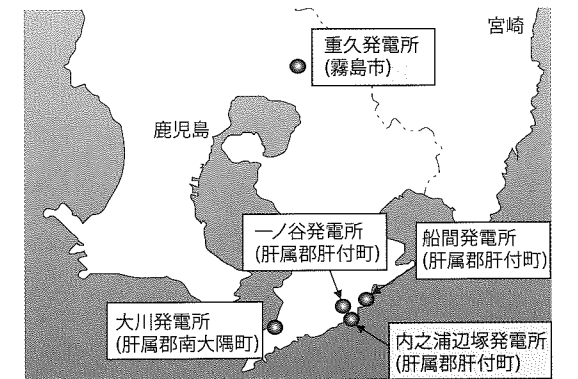 宮崎
重久発電所
(霧島市)
鹿児島
一ノ谷発電所
(肝属郡肝付町)
船間発電所
(肝属郡肝付町)
大川発電所
(肝属郡南大隅町)
内之浦辺塚発電所
(肝属郡肝付町)